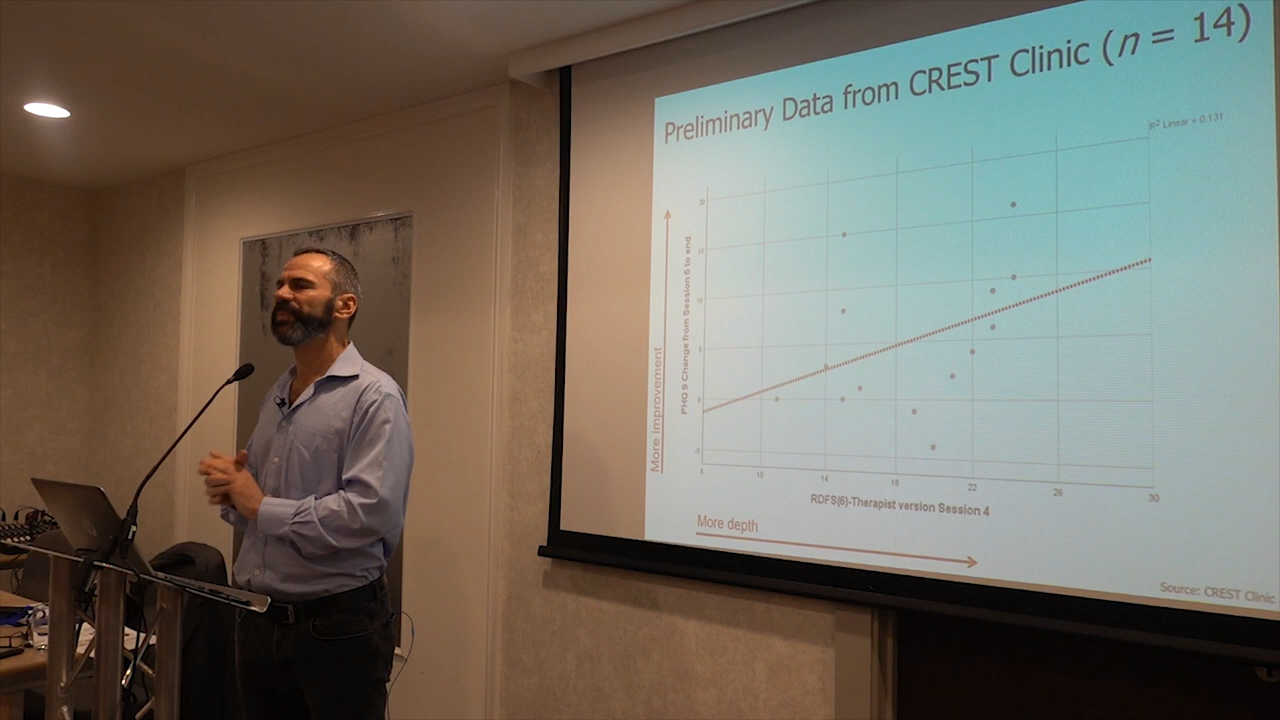 Preliminary Data from CREST Clinic (n = 14)
R² Linear = 0.131
20
15
10
5
0
-5
PHQ 9 Change from Session 5 to end
More improvement
6
10
14
18
22
26
30
RDFS(6)-Therapist version Session 4
More depth
Source: CREST Clinic